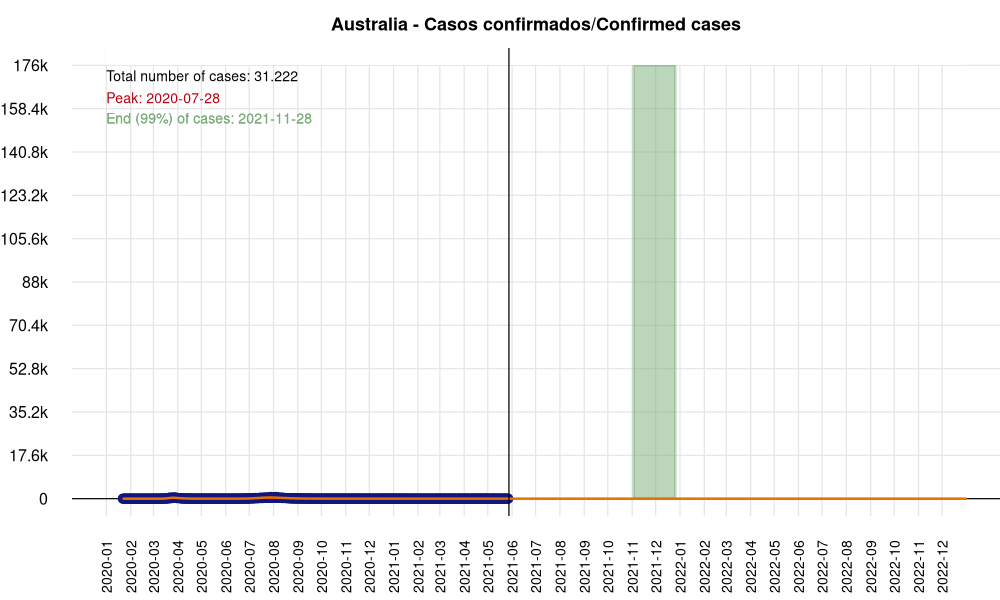 Australia - Casos confirmados/Confirmed cases
176k
Total number of cases: 31.222
Peak: 2020-07-28
End (99%) of cases: 2021-11-28
158.4k
140.8k
123.2k
105.6k
88k
70.4k
52.8k
35.2k
17.6k
0
2020-01
2020-02
2020-03
2020-04
2020-05
2020-06
2020-07
2020-08
2020-09
2020-10
2020-11
2020-12
2021-01
2021-02
2021-03
2021-04
2021-05
2021-06
2021-07
2021-08
2021-09
2021-10
2021-11
2021-12
2022-01
2022-02
2022-03
2022-04
2022-05
2022-06
2022-07
2022-08
2022-09
2022-10
2022-11
2022-12